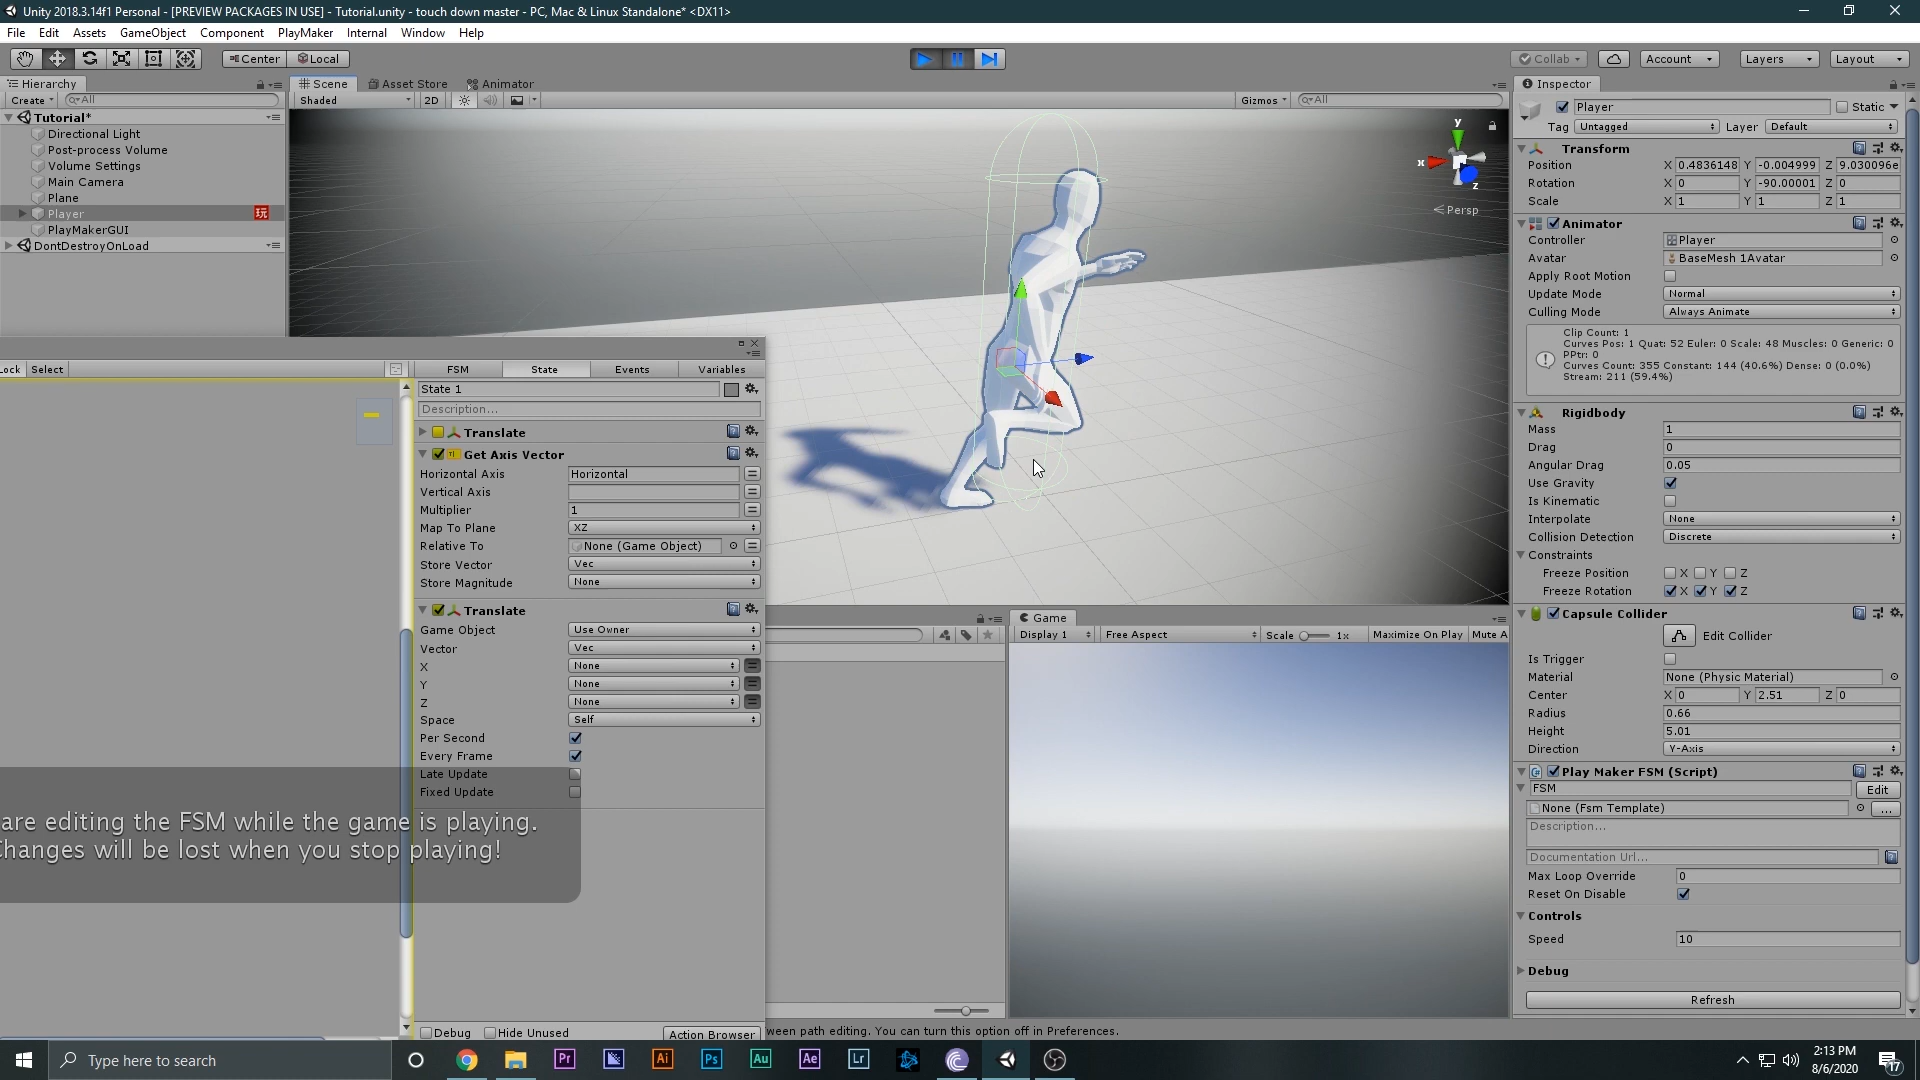 Unity 2018.3.14f1 Personal - [PREVIEW PACKAGES IN USE] - Tutorial.unity - touch down master - PC, Mac & Linux Standalone* <DX11>
File Edit Assets GameObject Component PlayMaker Internal Window Help
Center Local Collab Account Layers Layout
Hierarchy
Create All
Tutorial*
Directional Light
Post-process Volume
Volume Settings
Main Camera
Plane
Player 玩
PlayMakerGUI
DontDestroyOnLoad
Scene Asset Store Animator
Shaded 2D Gizmos All
y
x
z
Persp
ock Select
FSM State Events Variables
State 1
Description...
Translate
Get Axis Vector
Horizontal Axis Horizontal
Vertical Axis
Multiplier 1
Map To Plane XZ
Relative To None (Game Object)
Store Vector Vec
Store Magnitude None
Translate
Game Object Use Owner
Vector Vec
X None
Y None
Z None
Space Self
Per Second
Every Frame
Late Update
Fixed Update
are editing the FSM while the game is playing.
Changes will be lost when you stop playing!
Debug Hide Unused Action Browser
ween path editing. You can turn this option off in Preferences.
Game
Display 1 Free Aspect Scale 1x Maximize On Play Mute A
Inspector
Player Static
Tag Untagged Layer Default
Transform
Position X 0.4836148 Y -0.004999 Z 9.030096e
Rotation X 0 Y -90.00001 Z 0
Scale X 1 Y 1 Z 1
Animator
Controller Player
Avatar BaseMesh 1Avatar
Apply Root Motion
Update Mode Normal
Culling Mode Always Animate
Clip Count: 1
Curves Pos: 1 Quat: 52 Euler: 0 Scale: 48 Muscles: 0 Generic: 0
PPtr: 0
Curves Count: 355 Constant: 144 (40.6%) Dense: 0 (0.0%)
Stream: 211 (59.4%)
Rigidbody
Mass 1
Drag 0
Angular Drag 0.05
Use Gravity
Is Kinematic
Interpolate None
Collision Detection Discrete
Constraints
Freeze Position X Y Z
Freeze Rotation X Y Z
Capsule Collider
Edit Collider
Is Trigger
Material None (Physic Material)
Center X 0 Y 2.51 Z 0
Radius 0.66
Height 5.01
Direction Y-Axis
Play Maker FSM (Script)
FSM Edit
None (Fsm Template) ...
Description...
Documentation Url...
Max Loop Override 0
Reset On Disable
Controls
Speed 10
Debug
Refresh
Type here to search
Pr Ai Ps Au Ae Lr
2:13 PM
8/6/2020
17